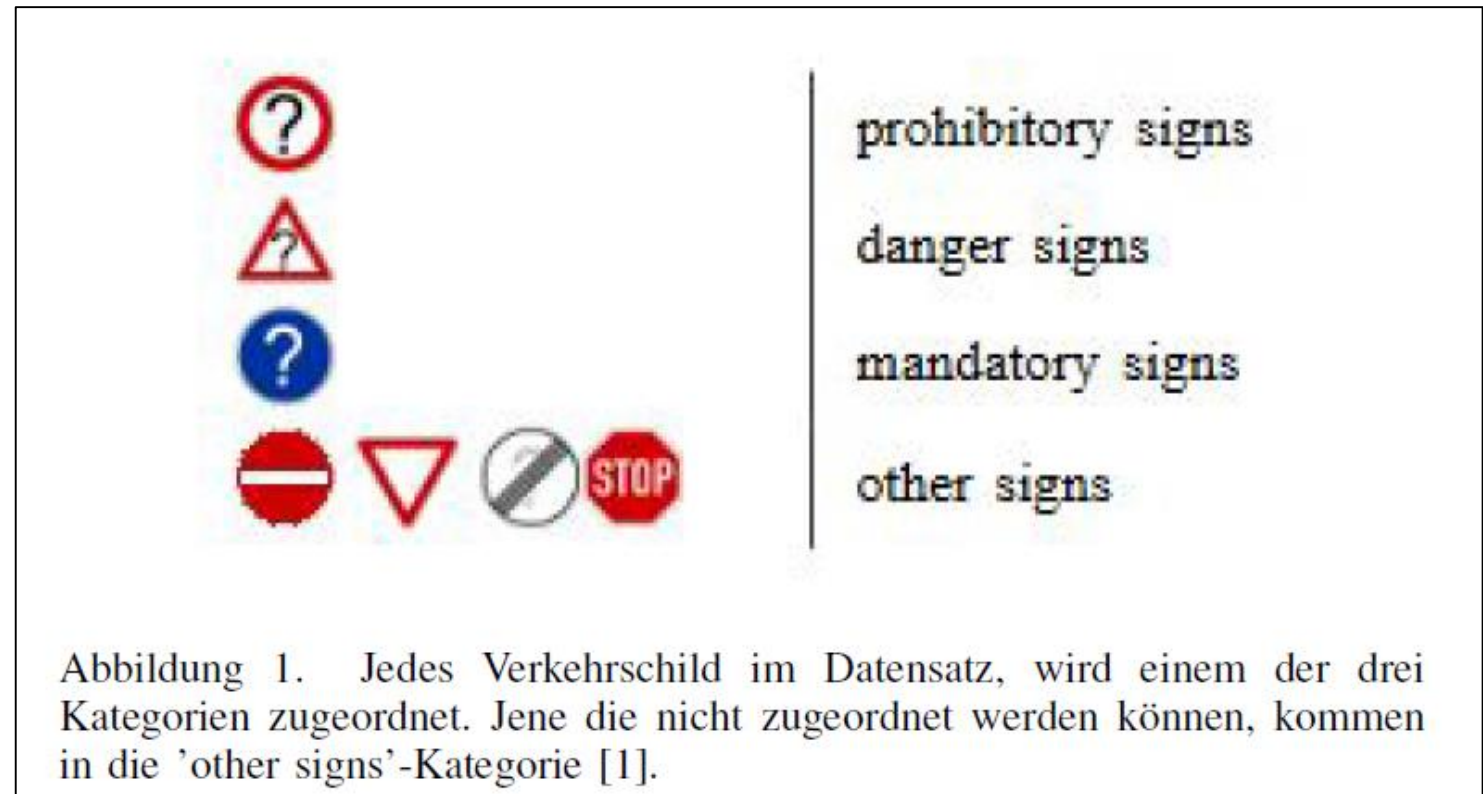 ? prohibitory signs
? danger signs
? mandatory signs
STOP other signs
Abbildung 1. Jedes Verkehrschild im Datensatz, wird einem der drei
Kategorien zugeordnet. Jene die nicht zugeordnet werden können, kommen
in die ’other signs’-Kategorie [1].